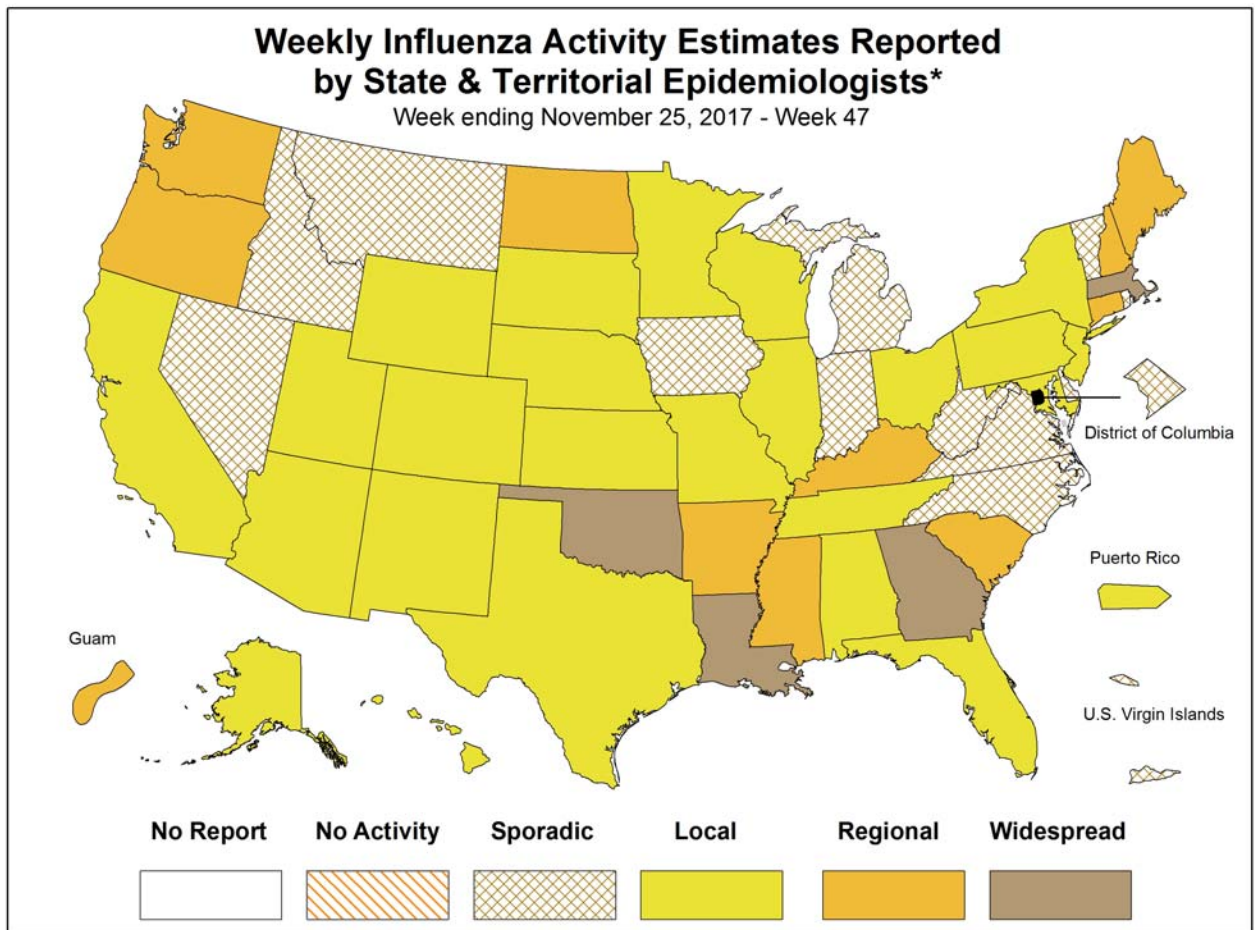 Weekly Influenza Activity Estimates Reported
by State & Territorial Epidemiologists*
Week ending November 25, 2017 - Week 47
District of Columbia
Puerto Rico
Guam
U.S. Virgin Islands
No Report
No Activity
Sporadic
Local
Regional
Widespread